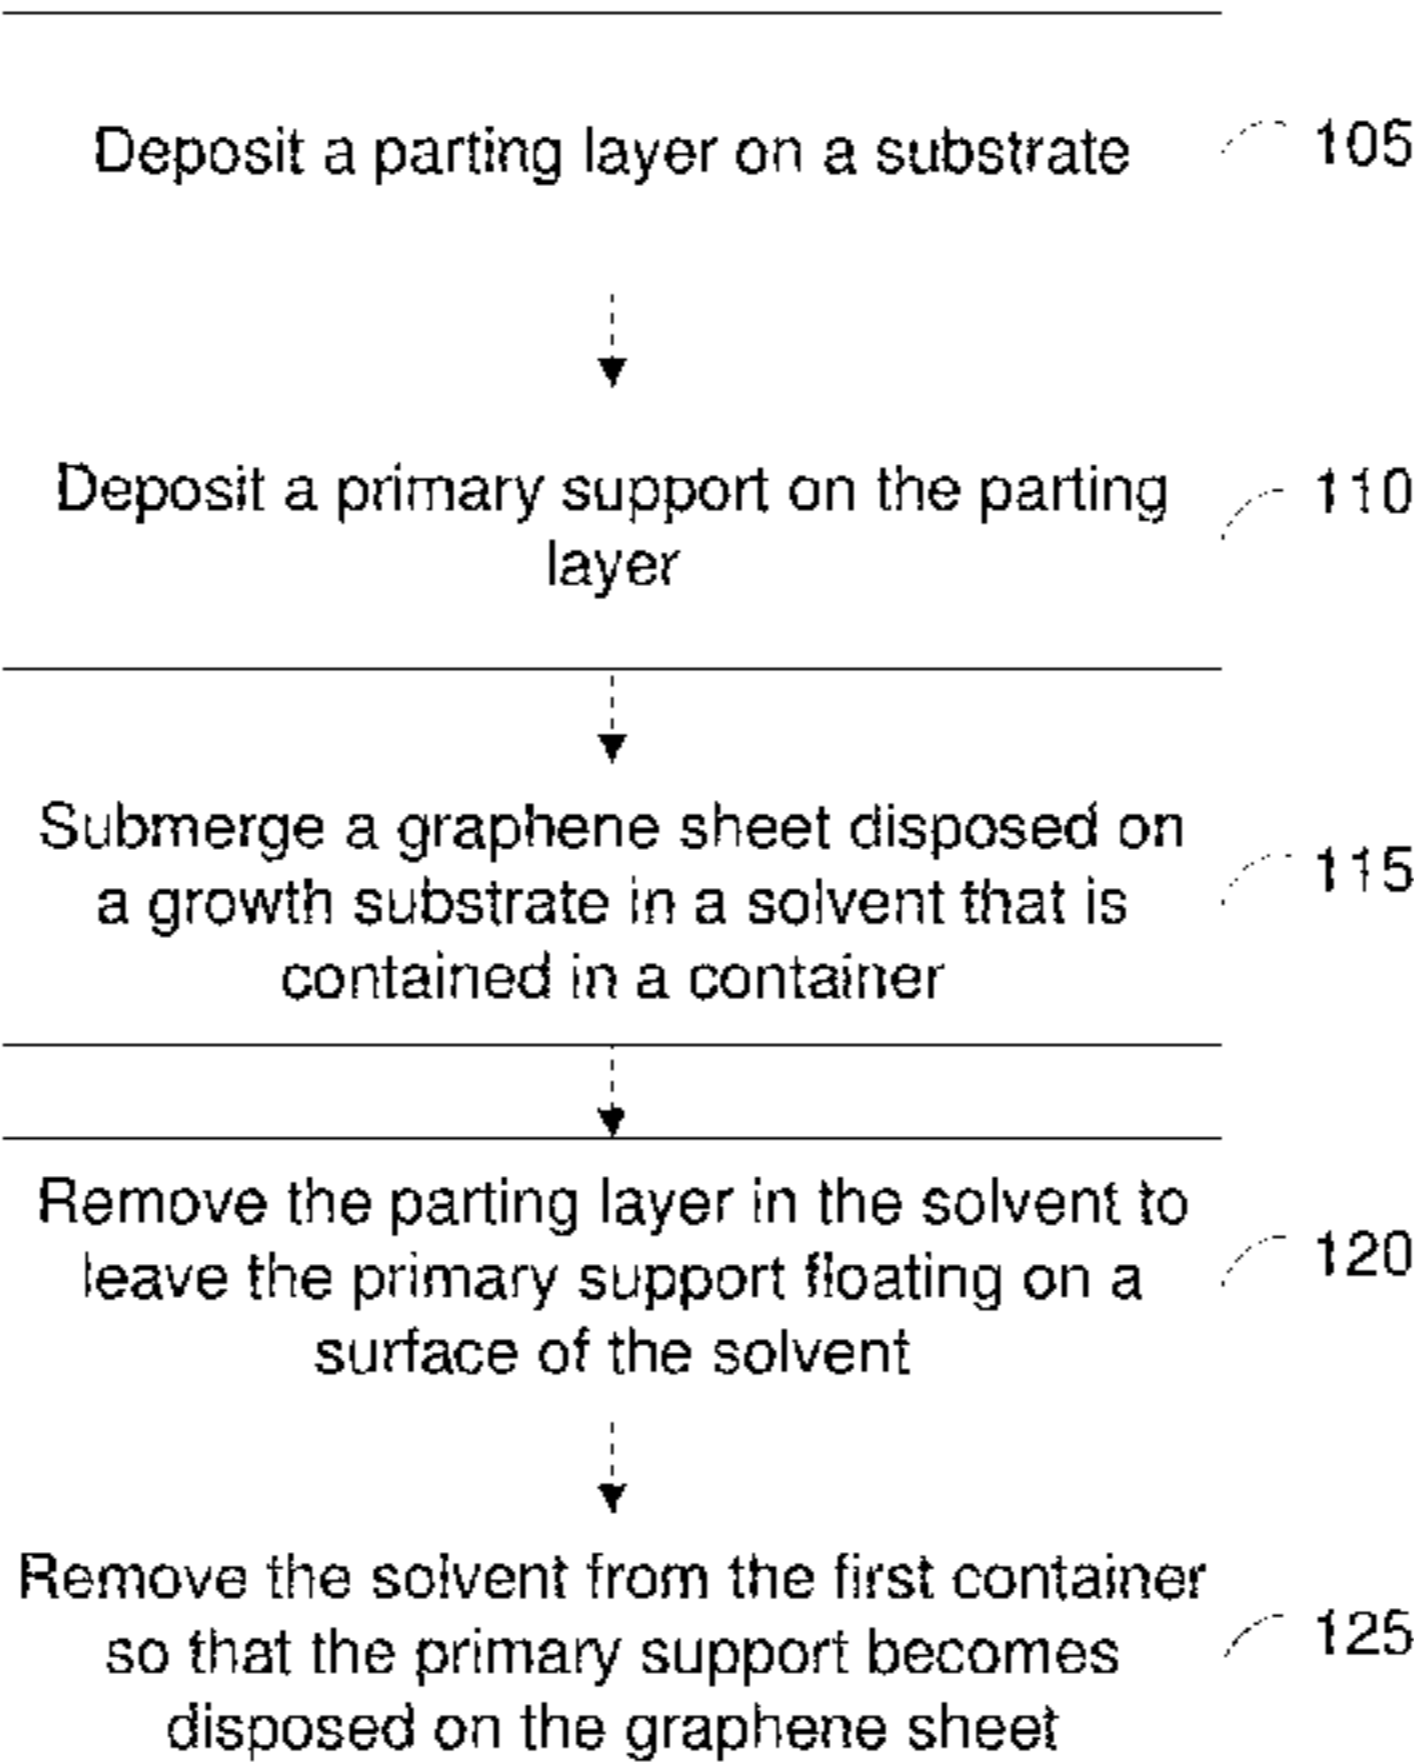 Deposit a parting layer on a substrate
105
Deposit a primary support on the parting
layer
110
Submerge a graphene sheet disposed on
a growth substrate in a solvent that is
contained in a container
115
Remove the parting layer in the solvent to
leave the primary support floating on a
surface of the solvent
120
Remove the solvent from the first container
so that the primary support becomes
disposed on the graphene sheet
125